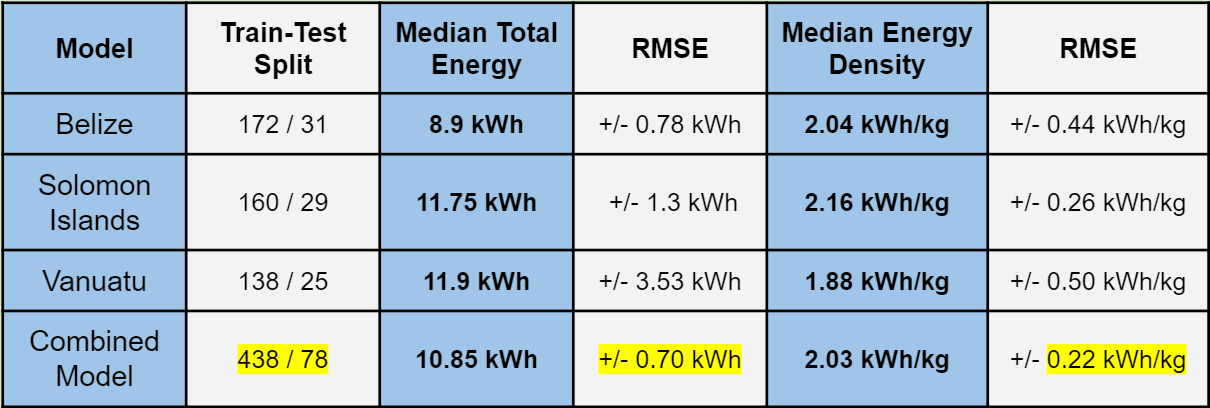 Model
Train-Test
Split
Median Total
Energy
RMSE
Median Energy
Density
RMSE
Belize
172 / 31
8.9 kWh
+/- 0.78 kWh
2.04 kWh/kg
+/- 0.44 kWh/kg
Solomon
Islands
160 / 29
11.75 kWh
+/- 1.3 kWh
2.16 kWh/kg
+/- 0.26 kWh/kg
Vanuatu
138 / 25
11.9 kWh
+/- 3.53 kWh
1.88 kWh/kg
+/- 0.50 kWh/kg
Combined
Model
438 / 78
10.85 kWh
+/- 0.70 kWh
2.03 kWh/kg
+/- 0.22 kWh/kg